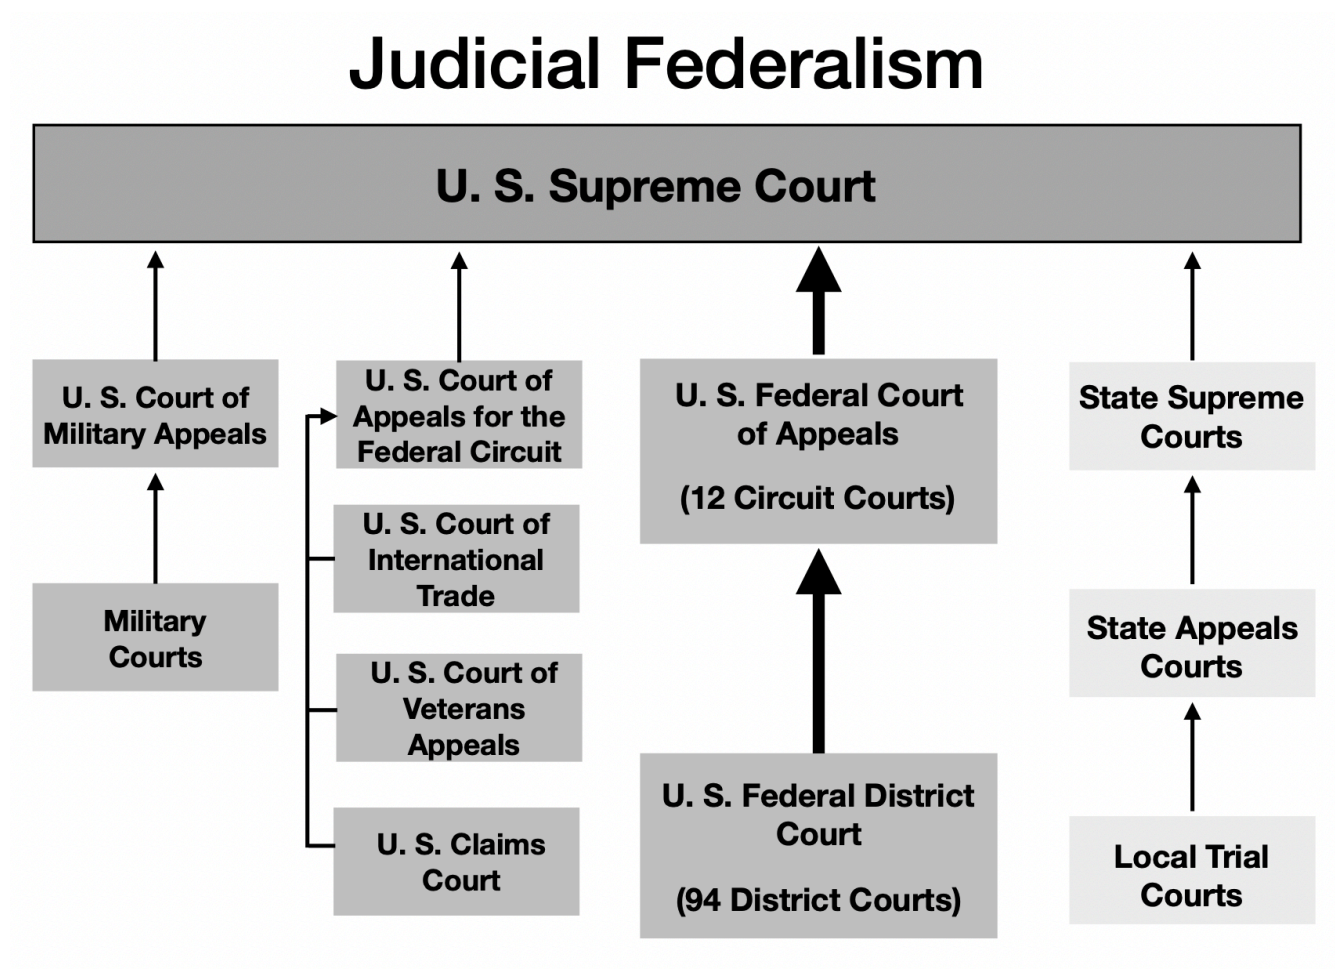 Judicial Federalism
U. S. Supreme Court
U. S. Court of
Military Appeals
Military
Courts
U. S. Court of
Appeals for the
Federal Circuit
U. S. Court of
International
Trade
U. S. Court of
Veterans
Appeals
U. S. Claims
Court
U. S. Federal Court
of Appeals
(12 Circuit Courts)
U. S. Federal District
Court
(94 District Courts)
State Supreme
Courts
State Appeals
Courts
Local Trial
Courts